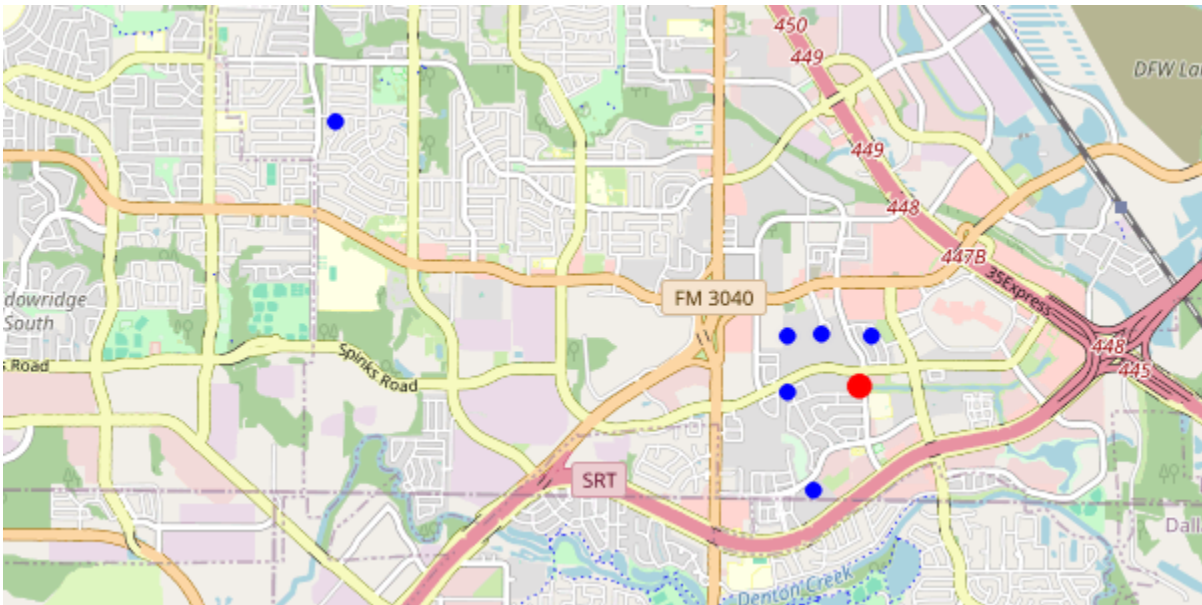 450
449
DFW La
449
448
447B
35Express
dowridge
South
FM 3040
448
445
s Road
Spinks Road
SRT
Dall
Denton Creek